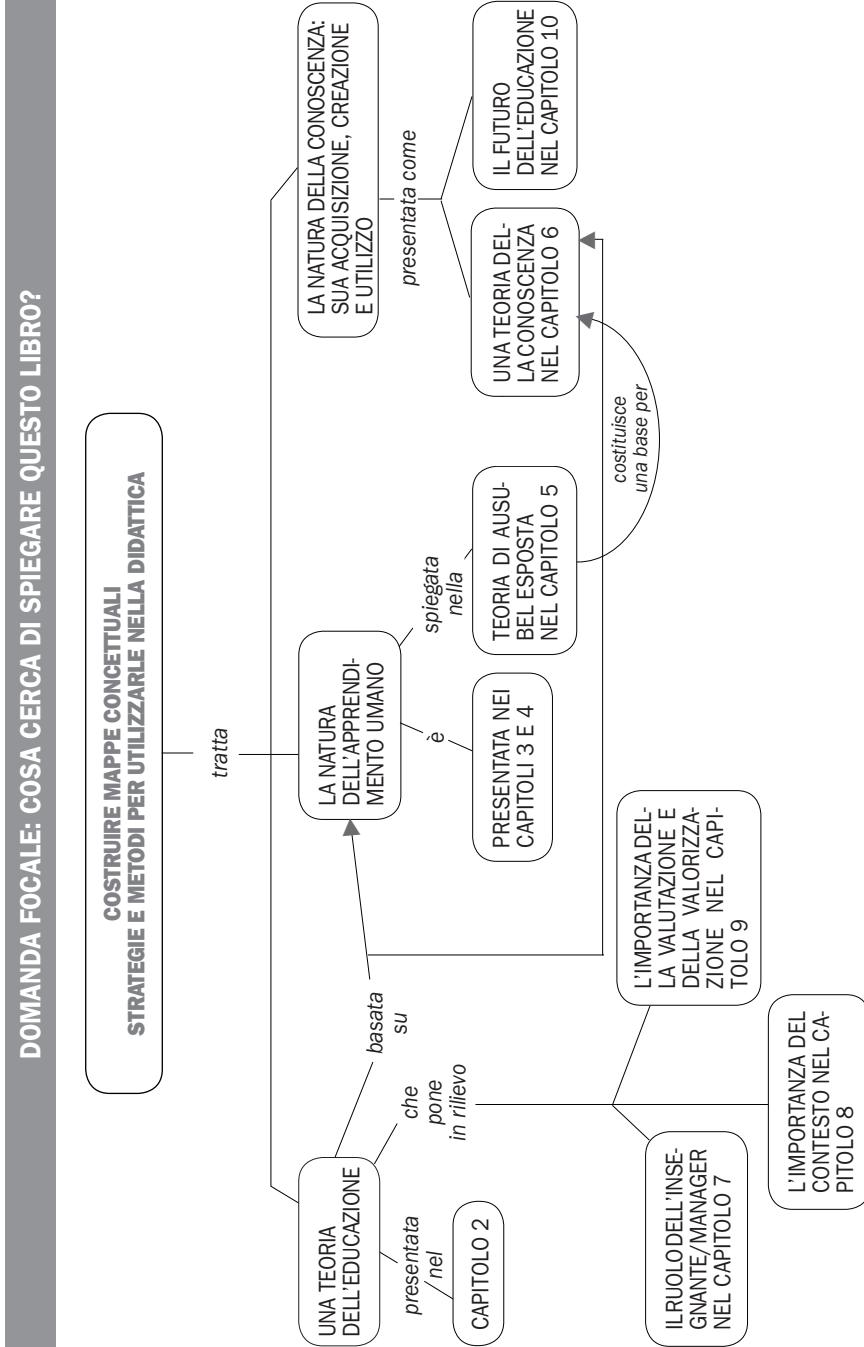 DOMANDA FOCALE: COSA CERCA DI SPIEGARE QUESTO LIBRO?
COSTRUIRE MAPPE CONCETTUALI
STRATEGIE E METODI PER UTILIZZARLE NELLA DIDATTICA
tratta
UNA TEORIA
DELL'EDUCAZIONE
presentata
nel
CAPITOLO 2
basata
su
che
pone
in rilievo
IL RUOLO DELL'INSE-
GNANTE/MANAGER
NEL CAPITOLO 7
L'IMPORTANZA DEL
CONTESTO NEL CA-
PITOLO 8
L'IMPORTANZA DEL-
LA VALUTAZIONE E
DELLA VALORIZZA-
ZIONE NEL CAPI-
TOLO 9
LA NATURA
DELL'APPRENDI-
MENTO UMANO
è
PRESENTATA NEI
CAPITOLI 3 E 4
spiegata
nella
TEORIA DI AUSU-
BEL ESPOSTA
NEL CAPITOLO 5
costituisce
una base per
LA NATURA DELLA CONOSCENZA:
SUA ACQUISIZIONE, CREAZIONE
E UTILIZZO
presentata come
UNA TEORIA DEL-
LA CONOSCENZA
NEL CAPITOLO 6
IL FUTURO
DELL'EDUCAZIONE
NEL CAPITOLO 10